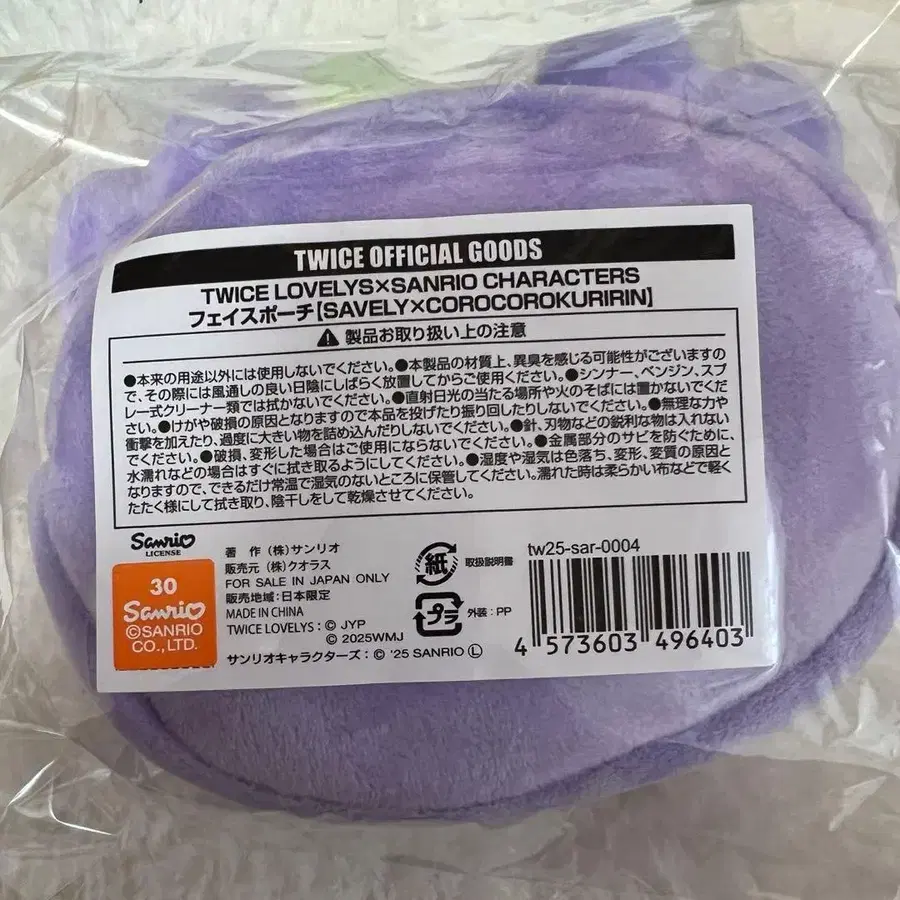 TWICE OFFICIAL GOODS
TWICE LOVELYS×SANRIO CHARACTERS
フェイスポーチ【SAVELY×COROCOROKURIRIN】
⚠ 製品お取り扱い上の注意
●本来の用途以外には使用しないでください。●本製品の材質上、異臭を感じる可能性がございますの
で、その際には風通しの良い日陰にしばらく放置してからご使用ください。●シンナー、ベンジン、スプ
レー式クリーナー類では拭かないでください。●直射日光の当たる場所や火のそばには置かないでくだ
さい。●けがや破損の原因となりますので本品を投げたり振り回したりしないでください。●無理な力や
衝撃を加えたり、過度に大きい物を詰め込んだりしないでください。●針、刃物などの鋭利な物は入れない
でください。●破損、変形した場合はご使用にならないでください。●金属部分のサビを防ぐために、
水濡れなどの場合はすぐに拭き取るようにしてください。●湿度や湿気は色落ち、変形、変質の原因と
なりますので、できるだけ常温で湿気のないところに保管してください。濡れた時は柔らかい布などで軽く
たたく様にして拭き取り、陰干しをして乾燥させてください。
Sanrio
LICENSE
30
Sanrio
©SANRIO
CO., LTD.
著 作 (株)サンリオ
販売元 (株)クオラス
FOR SALE IN JAPAN ONLY
販売地域:日本限定
MADE IN CHINA
TWICE LOVELYS:© JYP
© 2025WMJ
サンリオキャラクターズ:© '25 SANRIO Ⓛ
紙 取扱説明書
プラ 外装:PP
tw25-sar-0004
4 573603 496403